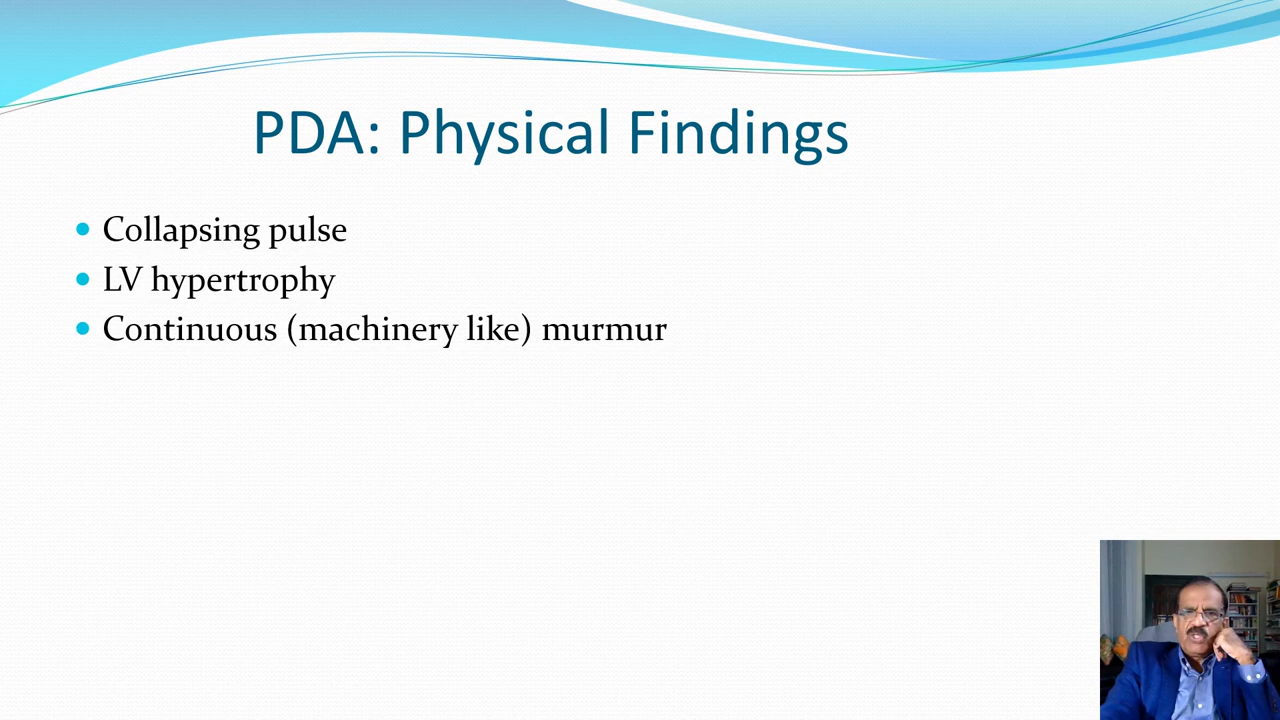 PDA: Physical Findings
Collapsing pulse
LV hypertrophy
Continuous (machinery like) murmur